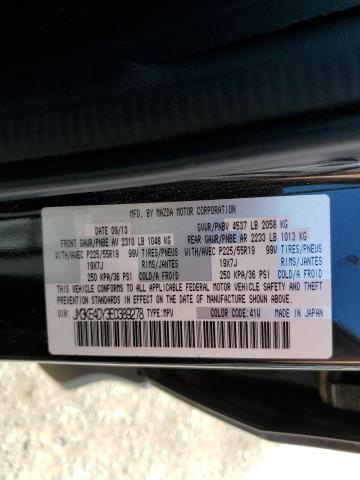 MFD. BY MAZDA MOTOR CORPORATION
DATE 06/13 GVWR/PNBV 4537 LB 2058 KG
FRONT GAWR/PNBE AV 2310 LB 1048 KG REAR GAWR/PNBE AR 2233 LB 1013 KG
WITH/AVEC P225/55R19 99V TIRES/PNEUS WITH/AVEC P225/55R19 99V TIRES/PNEUS
19X7J RIMS/JANTES 19X7J RIMS/JANTES
250 KPA/36 PSI COLD/A FROID 250 KPA/36 PSI COLD/A FROID
THIS VEHICLE CONFORMS TO ALL APPLICABLE FEDERAL MOTOR VEHICLE
SAFETY, BUMPER, AND THEFT PREVENTION STANDARDS IN EFFECT
ON THE DATE OF MANUFACTURE SHOWN ABOVE.
VIN: JM3KE4DY3E0389278 TYPE:MPV COLOR CODE:41W MADE IN JAPAN